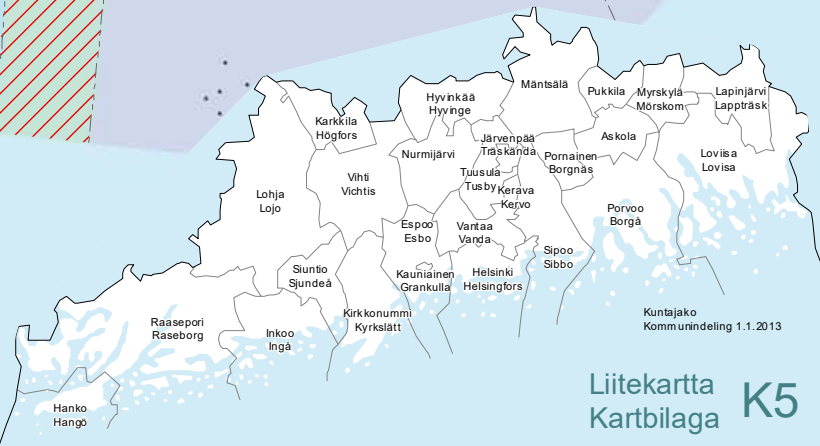 Mäntsälä
Pukkila
Myrskylä
Mörskom
Lapinjärvi
Lappträsk
Hyvinkää
Hyvinge
Karkkila
Högfors
Järvenpää
Träskända
Askola
Nurmijärvi
Pornainen
Borgnäs
Loviisa
Lovisa
Vihti
Vichtis
Tuusula
Tusby
Kerava
Kervo
Lohja
Lojo
Porvoo
Borgå
Espoo
Esbo
Vantaa
Vanda
Sipoo
Sibbo
Siuntio
Sjundeå
Kauniainen
Grankulla
Helsinki
Helsingfors
Kirkkonummi
Kyrkslätt
Raasepori
Raseborg
Inkoo
Ingå
Hanko
Hangö
Kuntajako
Kommunindeling 1.1.2013
Liitekartta
Kartbilaga
K5